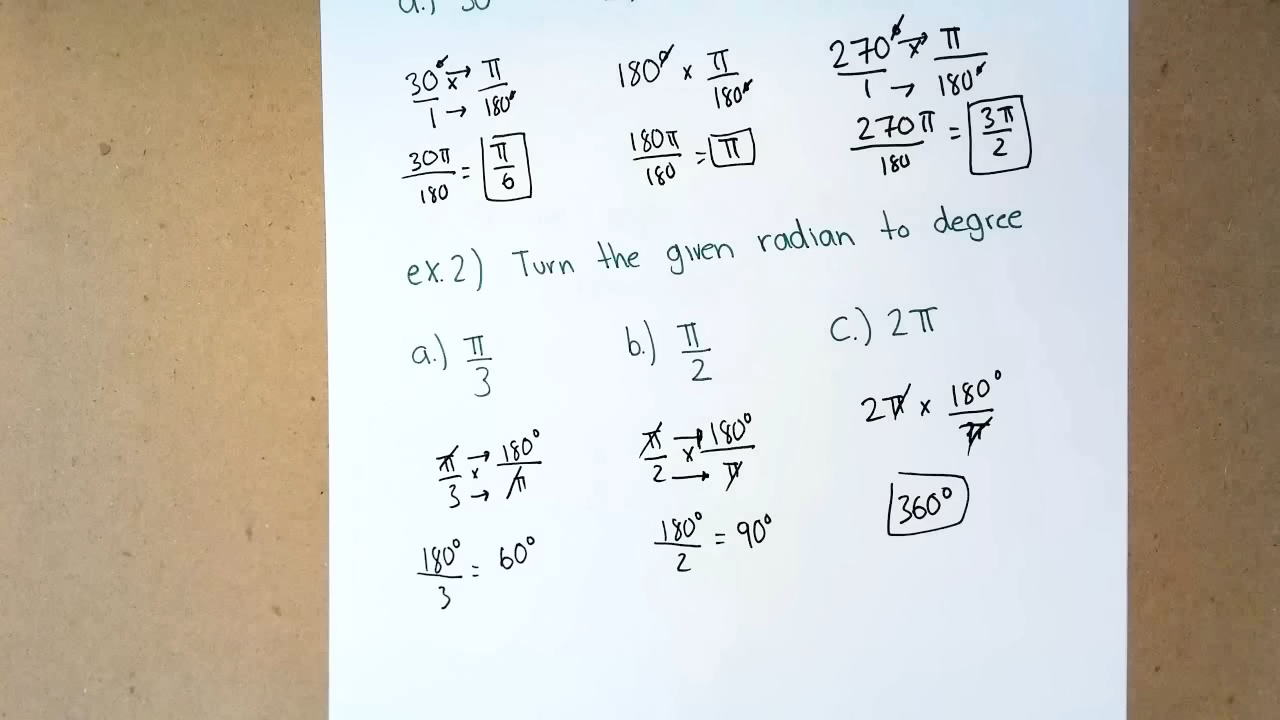 a.) 30
30° x π/180°
180° x π/180°
270°/1 x π/180°
1
30π/180 = π/6
180π/180 = π
270π/180 = 3π/2
ex.2) Turn the given radian to degree
a.) π/3
b.) π/2
c.) 2π
π/3 x 180°/π
π/2 x 180°/π
2π x 180°/π
180°/3 = 60°
180°/2 = 90°
360°